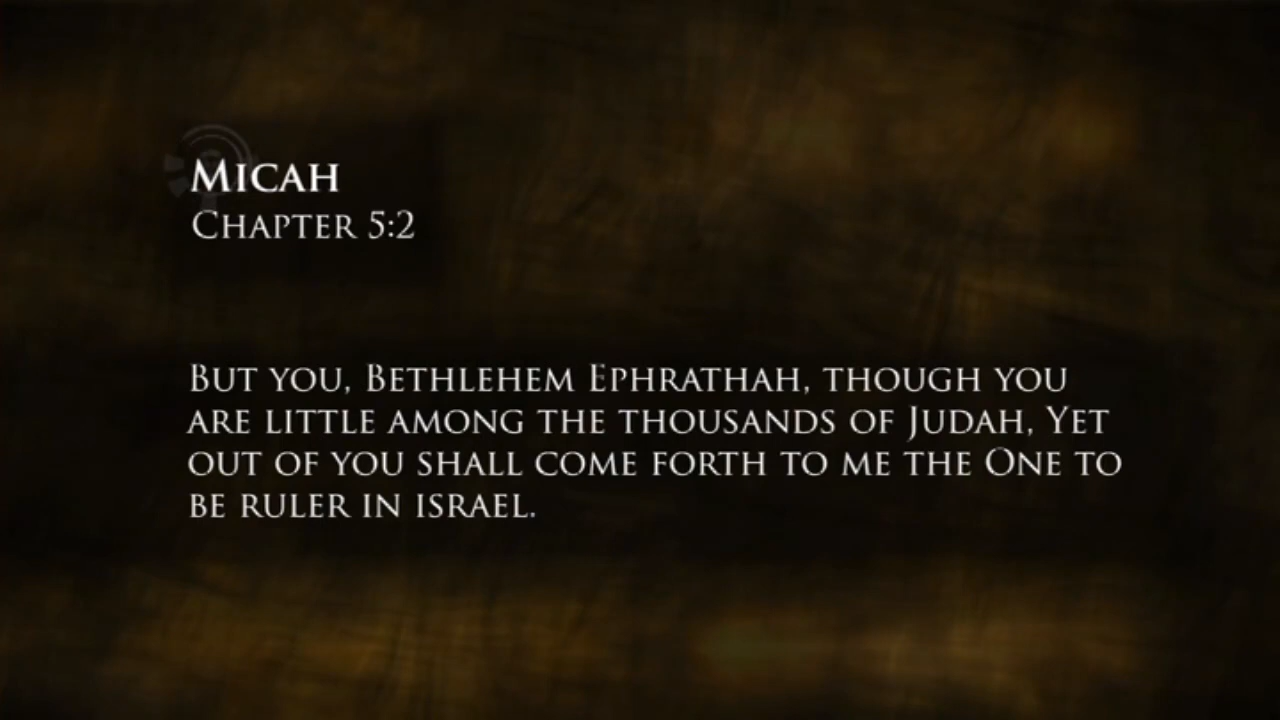 Micah
Chapter 5:2
But you, Bethlehem Ephrathah, though you
are little among the thousands of Judah, Yet
out of you shall come forth to me the One to
be ruler in israel.